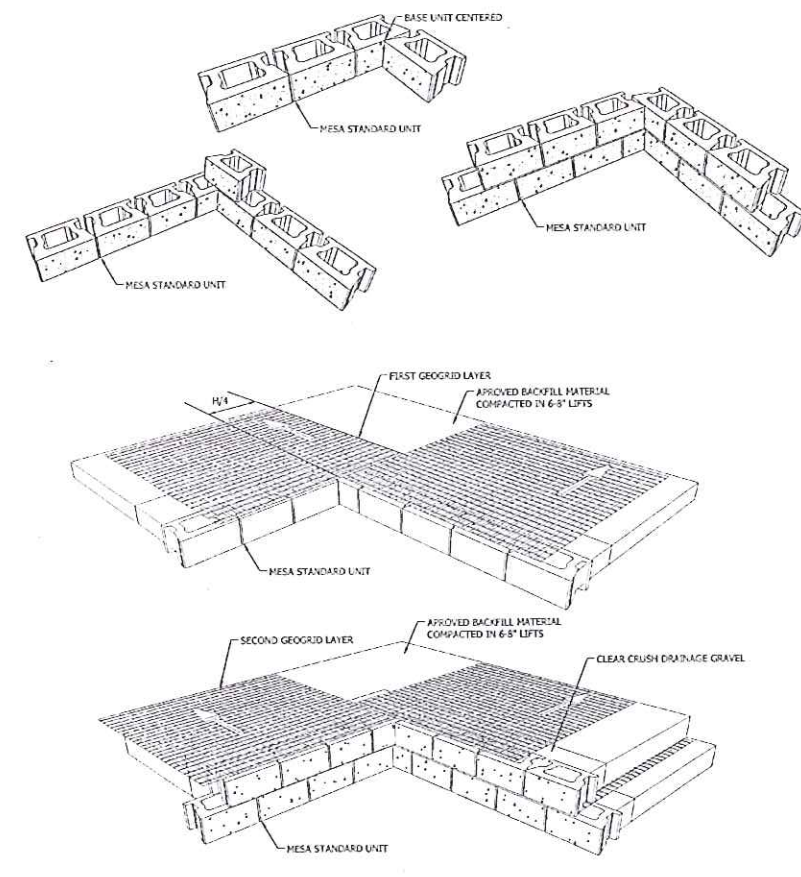 BASE UNIT CENTERED
MESA STANDARD UNIT
MESA STANDARD UNIT
MESA STANDARD UNIT
FIRST GEOGRID LAYER
H/4
APROVED BACKFILL MATERIAL
COMPACTED IN 6-8" LIFTS
MESA STANDARD UNIT
APROVED BACKFILL MATERIAL
COMPACTED IN 6-8" LIFTS
SECOND GEOGRID LAYER
CLEAR CRUSH DRAINAGE GRAVEL
MESA STANDARD UNIT